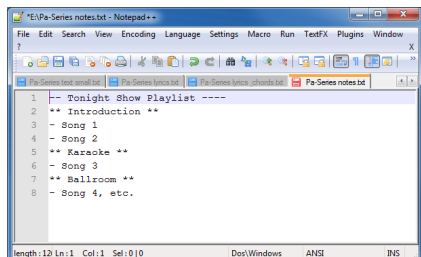 *E:\Pa-Series notes.txt - Notepad++
File Edit Search View Encoding Language Settings Macro Run TextFX Plugins Window
? X
Pa-Series text small.txt Pa-Series lyrics.txt Pa-Series lyrics_chords.txt Pa-Series notes.txt
1 -- Tonight Show Playlist ----
2 ** Introduction **
3 - Song 1
4 - Song 2
5 ** Karaoke **
6 - Song 3
7 ** Ballroom **
8 - Song 4, etc.
length : 12 Ln : 1 Col : 1 Sel : 0 | 0 Dos\Windows ANSI INS